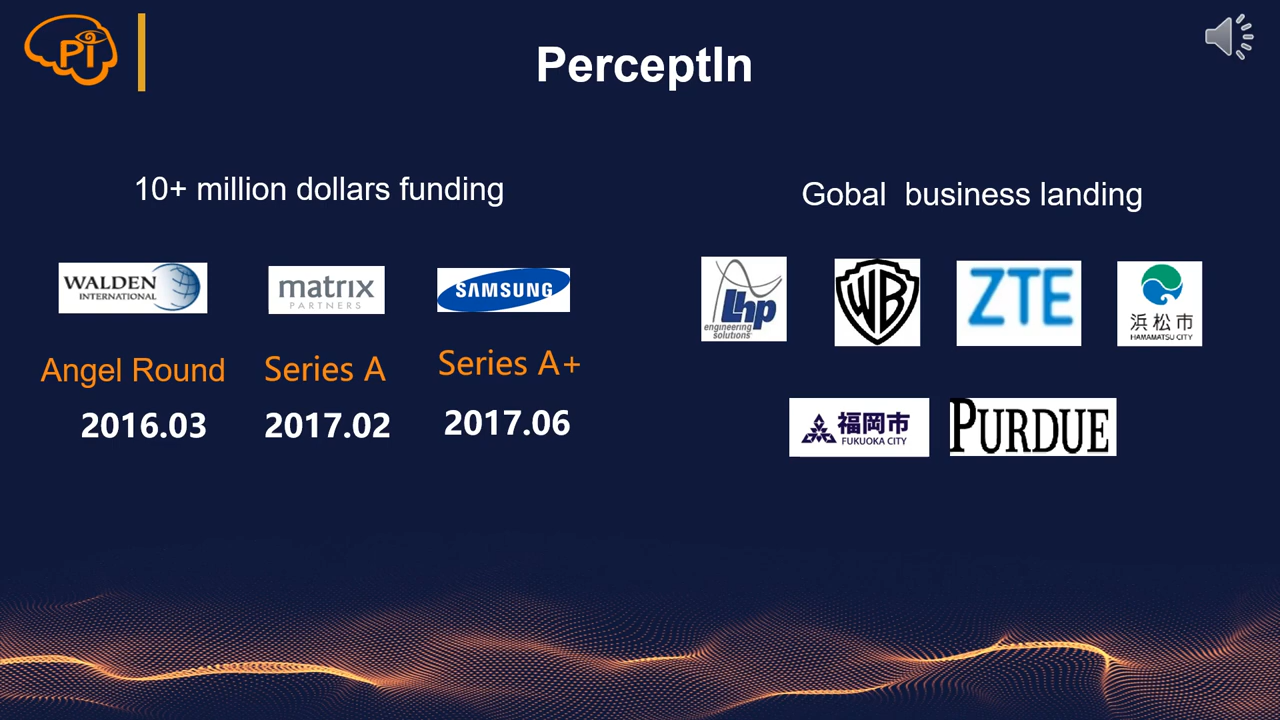 PI
PerceptIn
10+ million dollars funding
Gobal business landing
WALDEN
INTERNATIONAL
matrix
PARTNERS
SAMSUNG
lhp
engineering
solutions
WB
ZTE
浜松市
HAMAMATSU CITY
Angel Round
Series A
Series A+
2016.03
2017.02
2017.06
福岡市
FUKUOKA CITY
PURDUE